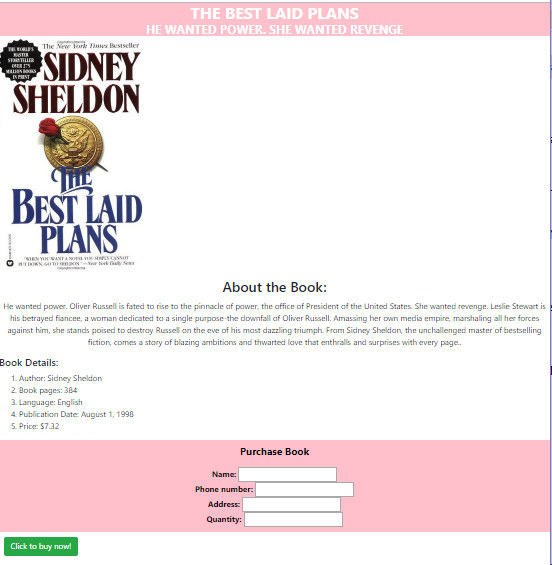 THE BEST LAID PLANS
HE WANTED POWER. SHE WANTED REVENGE
The New York Times Bestseller
THE WORLD'S
MASTER
STORYTELLER
OVER 275
MILLION BOOKS
IN PRINT
SIDNEY
SHELDON
THE
BEST LAID
PLANS
"WHEN YOU WANT A NOVEL YOU SIMPLY CANNOT
PUT DOWN, GO TO SHELDON."—New York Daily News
About the Book:
He wanted power. Oliver Russell is fated to rise to the pinnacle of power, the office of President of the United States. She wanted revenge. Leslie Stewart is
his betrayed fiancee, a woman dedicated to a single purpose-the downfall of Oliver Russell. Amassing her own media empire, marshaling all her forces
against him, she stands poised to destroy Russell on the eve of his most dazzling triumph. From Sidney Sheldon, the unchallenged master of bestselling
fiction, comes a story of blazing ambitions and thwarted love that enthralls and surprises with every page..
Book Details:
1. Author: Sidney Sheldon
2. Book pages: 384
3. Language: English
4. Publication Date: August 1, 1998
5. Price: $7.32
Purchase Book
Name:
Phone number:
Address:
Quantity:
Click to buy now!